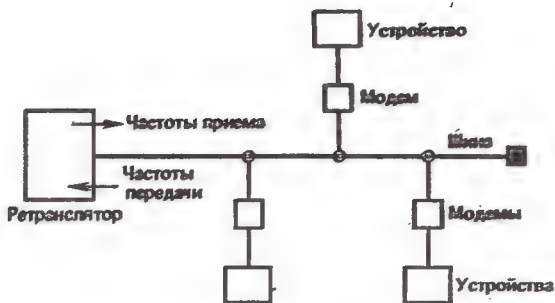 Устройство
Модем
Частоты приема
Шина
Частоты
передачи
Ретранслятор
Модемы
Устройства